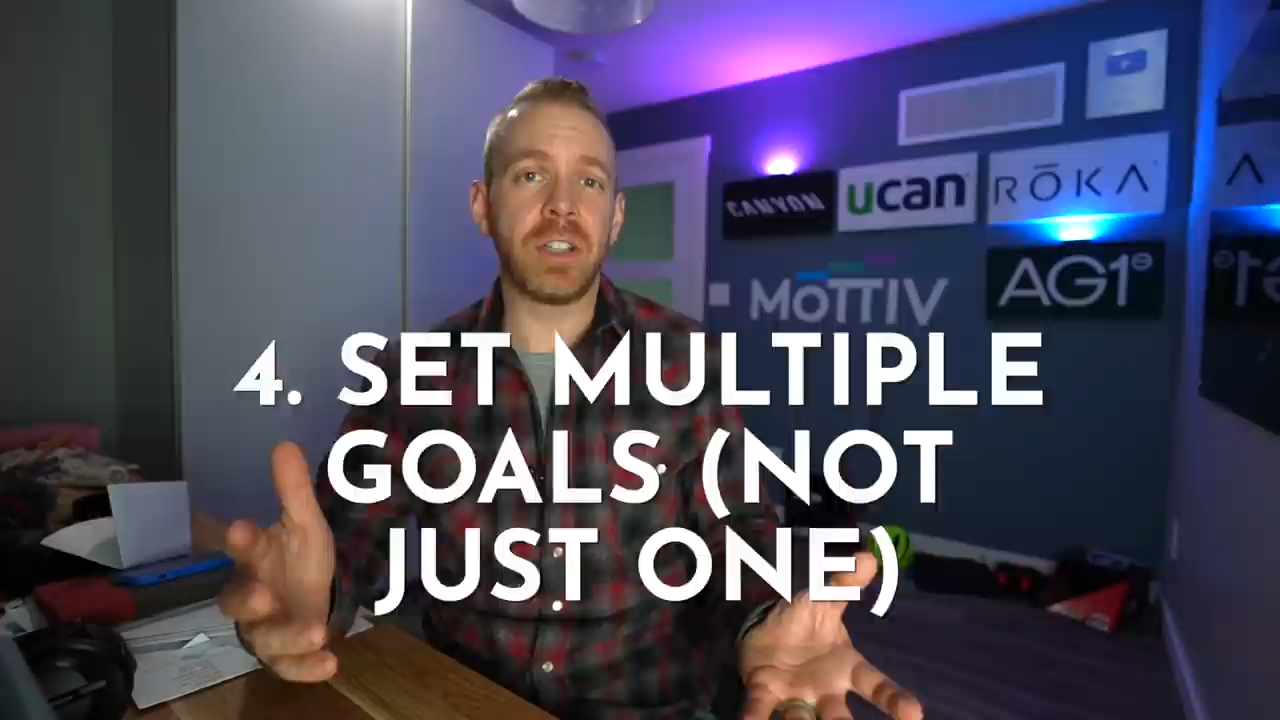 CANYON
ucan
RŌKA
AG1
MoTTIV
4. SET MULTIPLE
GOALS (NOT
JUST ONE)